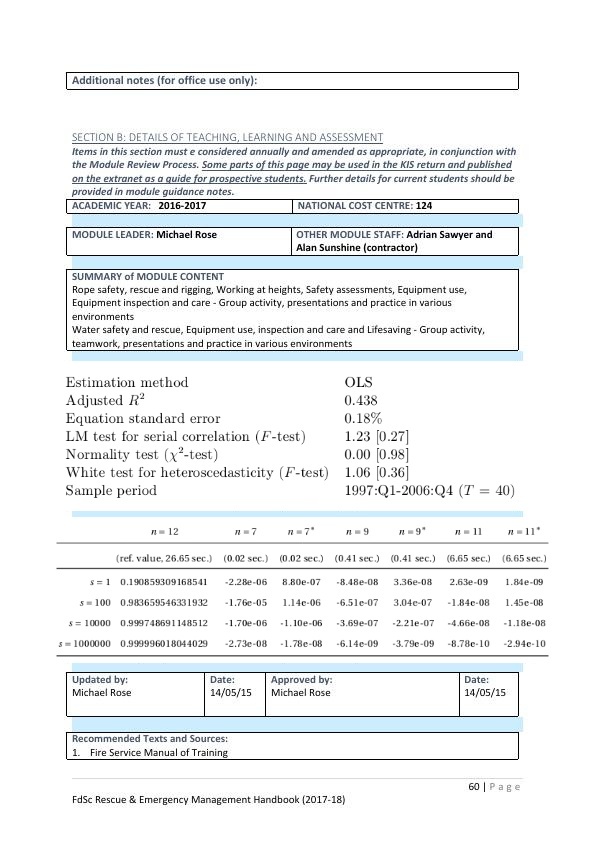 Additional notes (for office use only):
SECTION B: DETAILS OF TEACHING, LEARNING AND ASSESSMENT
Items in this section must e considered annually and amended as appropriate, in conjunction with
the Module Review Process. Some parts of this page may be used in the KIS return and published
on the extranet as a guide for prospective students. Further details for current students should be
provided in module guidance notes.
ACADEMIC YEAR: 2016-2017 NATIONAL COST CENTRE: 124
MODULE LEADER: Michael Rose OTHER MODULE STAFF: Adrian Sawyer and
Alan Sunshine (contractor)
SUMMARY of MODULE CONTENT
Rope safety, rescue and rigging, Working at heights, Safety assessments, Equipment use,
Equipment inspection and care - Group activity, presentations and practice in various
environments
Water safety and rescue, Equipment use, inspection and care and Lifesaving - Group activity,
teamwork, presentations and practice in various environments
Estimation method OLS
Adjusted R² 0.438
Equation standard error 0.18%
LM test for serial correlation (F-test) 1.23 [0.27]
Normality test (χ²-test) 0.00 [0.98]
White test for heteroscedasticity (F-test) 1.06 [0.36]
Sample period 1997:Q1-2006:Q4 (T = 40)
n = 12 n = 7 n = 7* n = 9 n = 9* n = 11 n = 11*
(ref. value, 26.65 sec.) (0.02 sec.) (0.02 sec.) (0.41 sec.) (0.41 sec.) (6.65 sec.) (6.65 sec.)
s = 1 0.190859309168541 -2.28e-06 8.80e-07 -8.48e-08 3.36e-08 2.63e-09 1.84e-09
s = 100 0.983659546331932 -1.76e-05 1.14e-06 -6.51e-07 3.04e-07 -1.84e-08 1.45e-08
s = 10000 0.999748691148512 -1.70e-06 -1.10e-06 -3.69e-07 -2.21e-07 -4.66e-08 -1.18e-08
s = 1000000 0.999996018044029 -2.73e-08 -1.78e-08 -6.14e-09 -3.79e-09 -8.78e-10 -2.94e-10
Updated by: Date: Approved by: Date:
Michael Rose 14/05/15 Michael Rose 14/05/15
Recommended Texts and Sources:
1. Fire Service Manual of Training
60 | Page
FdSc Rescue & Emergency Management Handbook (2017-18)